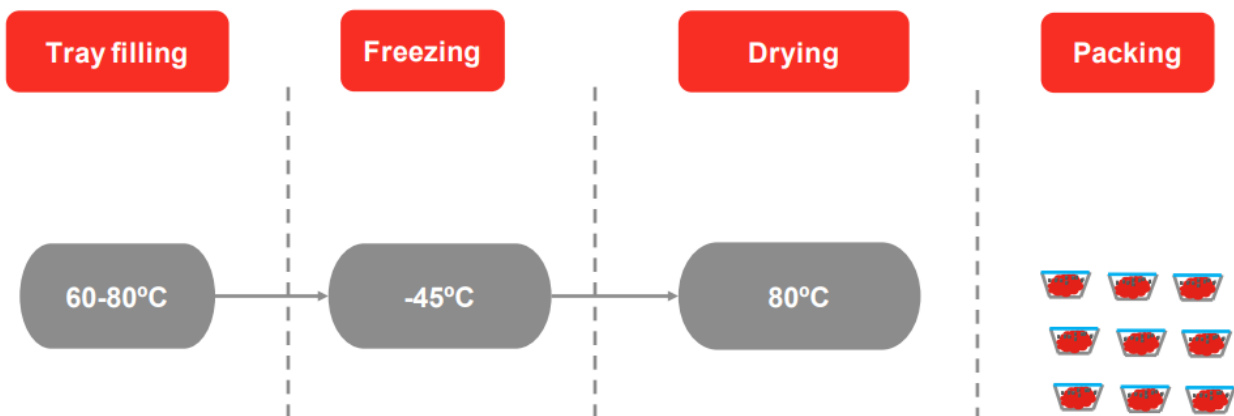 Tray filling
Freezing
Drying
Packing
60-80ºC
-45ºC
80ºC